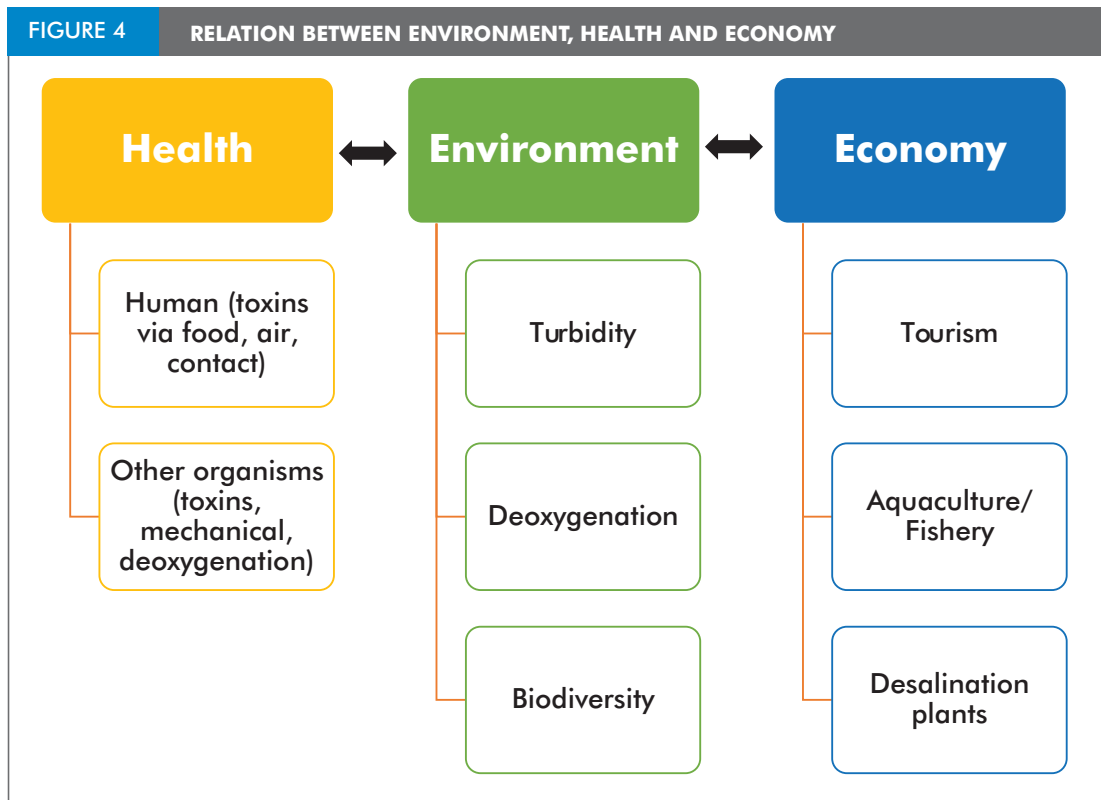 FIGURE 4
RELATION BETWEEN ENVIRONMENT, HEALTH AND ECONOMY
Health
Environment
Economy
Human (toxins
via food, air,
contact)
Other organisms
(toxins,
mechanical,
deoxygenation)
Turbidity
Deoxygenation
Biodiversity
Tourism
Aquaculture/
Fishery
Desalination
plants